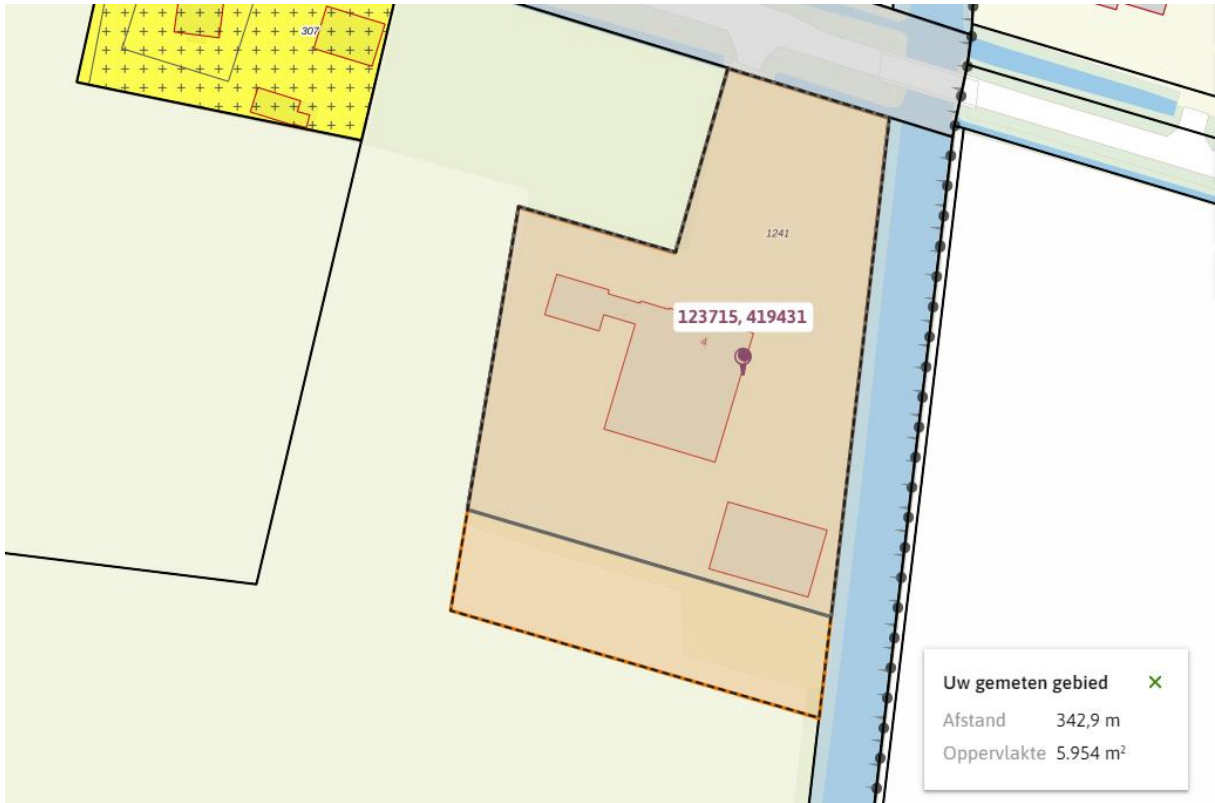 307
1241
123715, 419431
4
Uw gemeten gebied ×
Afstand 342,9 m
Oppervlakte 5.954 m²